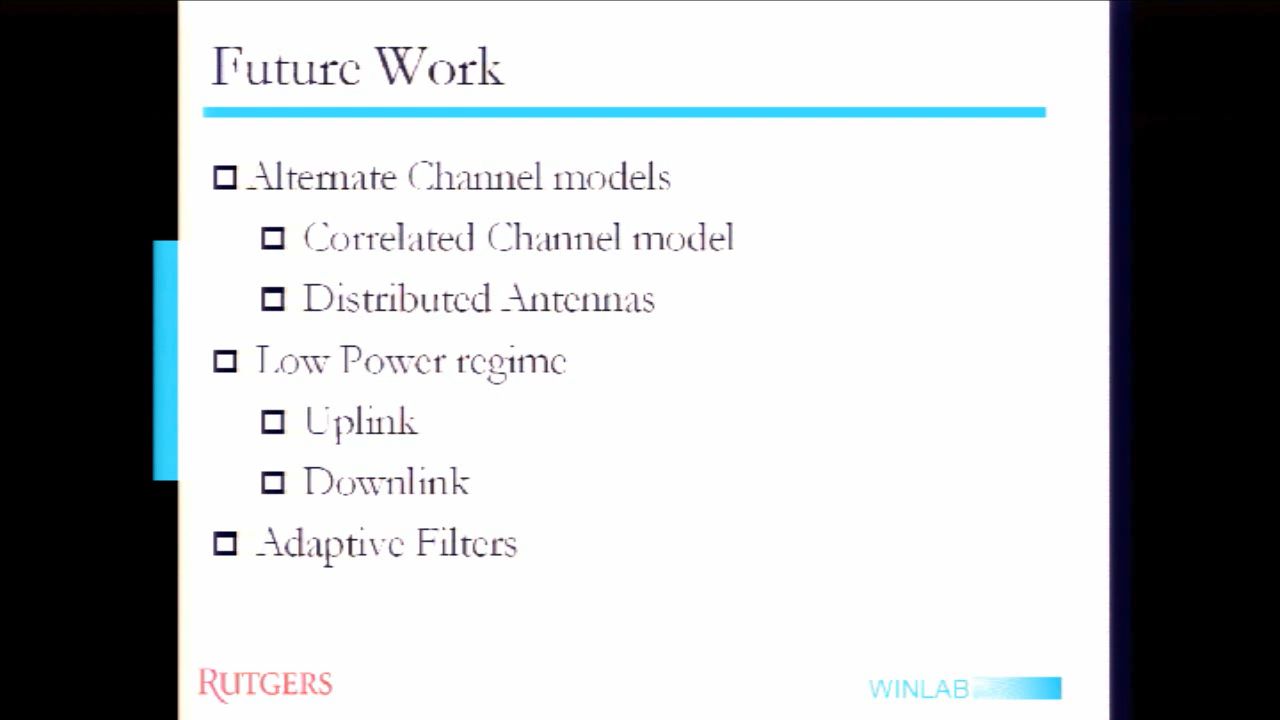 Future Work
Alternate Channel models
Correlated Channel model
Distributed Antennas
Low Power regime
Uplink
Downlink
Adaptive Filters
RUTGERS
WINLAB